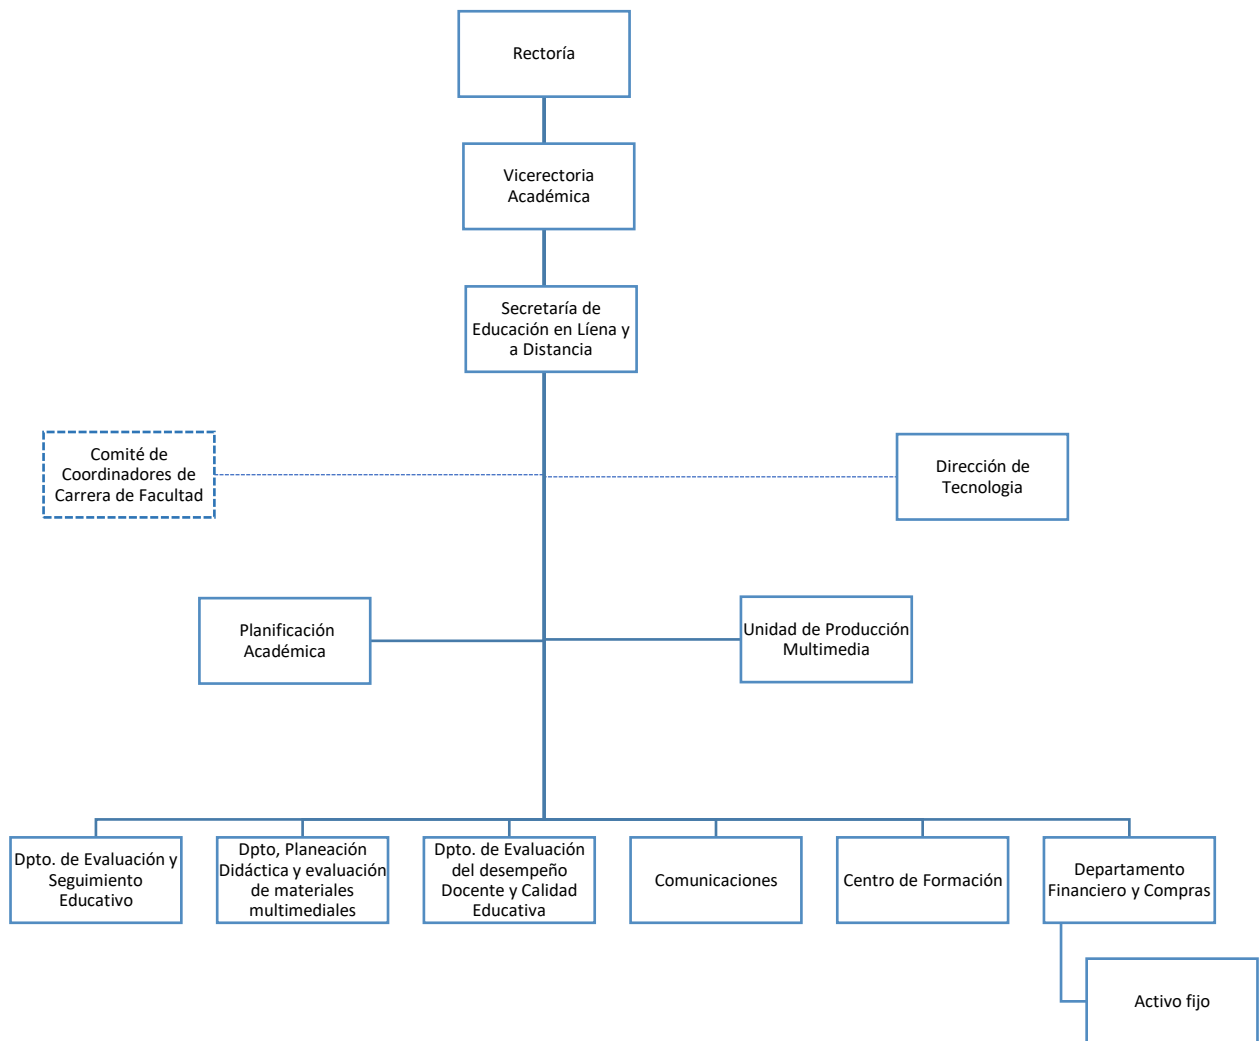 Rectoría
Vicerectoria
Académica
Secretaría de
Educación en Líena y
a Distancia
Comité de
Coordinadores de
Carrera de Facultad
Dirección de
Tecnologia
Planificación
Académica
Unidad de Producción
Multimedia
Dpto. de Evaluación y
Seguimiento
Educativo
Dpto, Planeación
Didáctica y evaluación
de materiales
multimediales
Dpto. de Evaluación
del desempeño
Docente y Calidad
Educativa
Comunicaciones
Centro de Formación
Departamento
Financiero y Compras
Activo fijo